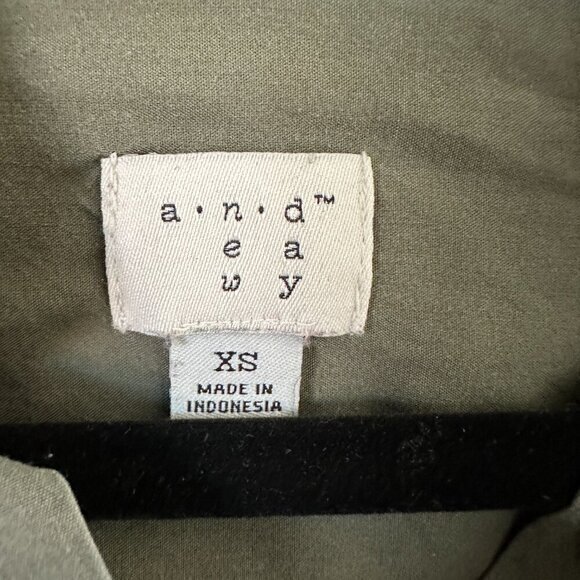 a·n·d™
e a
w y
XS
MADE IN
INDONESIA